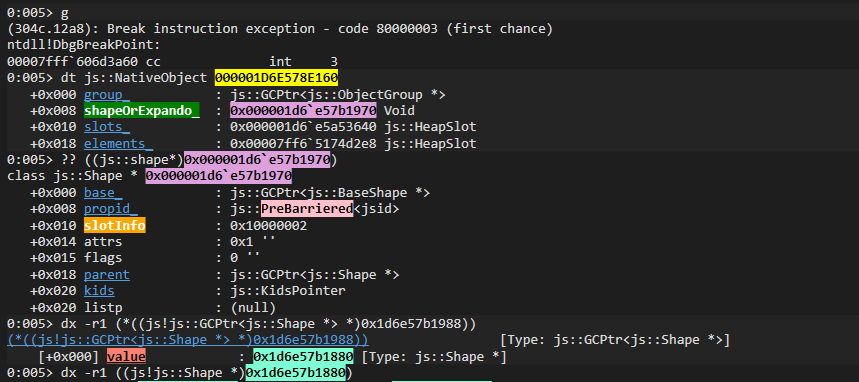 0:005> g
(304c.12a8): Break instruction exception - code 80000003 (first chance)
ntdll!DbgBreakPoint:
00007fff`606d3a60 cc int 3
0:005> dt js::NativeObject 000001D6E578E160
+0x000 group_ : js::GCPtr<js::ObjectGroup *>
+0x008 shapeOrExpando_ : 0x000001d6`e57b1970 Void
+0x010 slots_ : 0x000001d6`e5a53640 js::HeapSlot
+0x018 elements_ : 0x00007ff6`5174d2e8 js::HeapSlot
0:005> ?? ((js::shape*)0x000001d6`e57b1970)
class js::Shape * 0x000001d6`e57b1970
+0x000 base_ : js::GCPtr<js::BaseShape *>
+0x008 propid_ : js::PreBarriered<jsid>
+0x010 slotInfo : 0x10000002
+0x014 attrs : 0x1 ''
+0x015 flags : 0 ''
+0x018 parent : js::GCPtr<js::Shape *>
+0x020 kids : js::KidsPointer
+0x020 listp : (null)
0:005> dx -r1 (*((js!js::GCPtr<js::Shape *> *)0x1d6e57b1988))
(*((js!js::GCPtr<js::Shape *> *)0x1d6e57b1988)) [Type: js::GCPtr<js::Shape *>]
[+0x000] value : 0x1d6e57b1880 [Type: js::Shape *]
0:005> dx -r1 ((js!js::Shape *)0x1d6e57b1880)